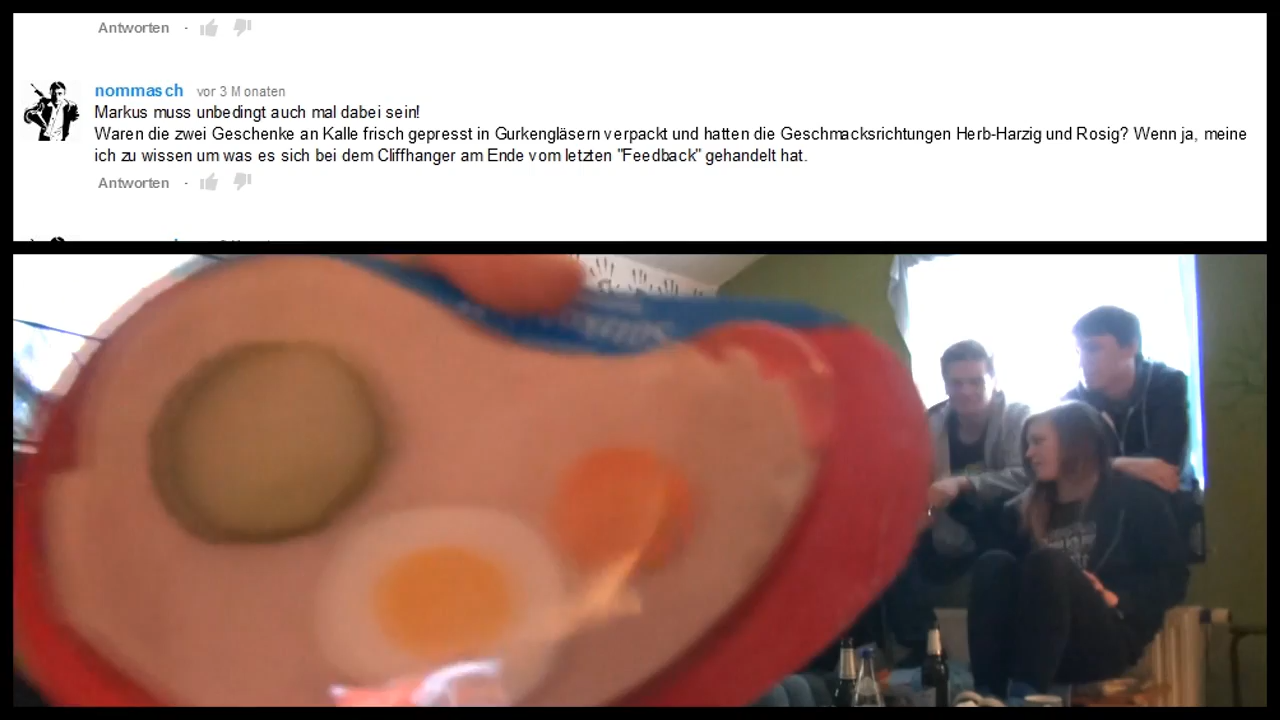 Antworten ·
nommasch vor 3 Monaten
Markus muss unbedingt auch mal dabei sein!
Waren die zwei Geschenke an Kalle frisch gepresst in Gurkengläsern verpackt und hatten die Geschmacksrichtungen Herb-Harzig und Rosig? Wenn ja, meine
ich zu wissen um was es sich bei dem Cliffhanger am Ende vom letzten "Feedback" gehandelt hat.
Antworten ·